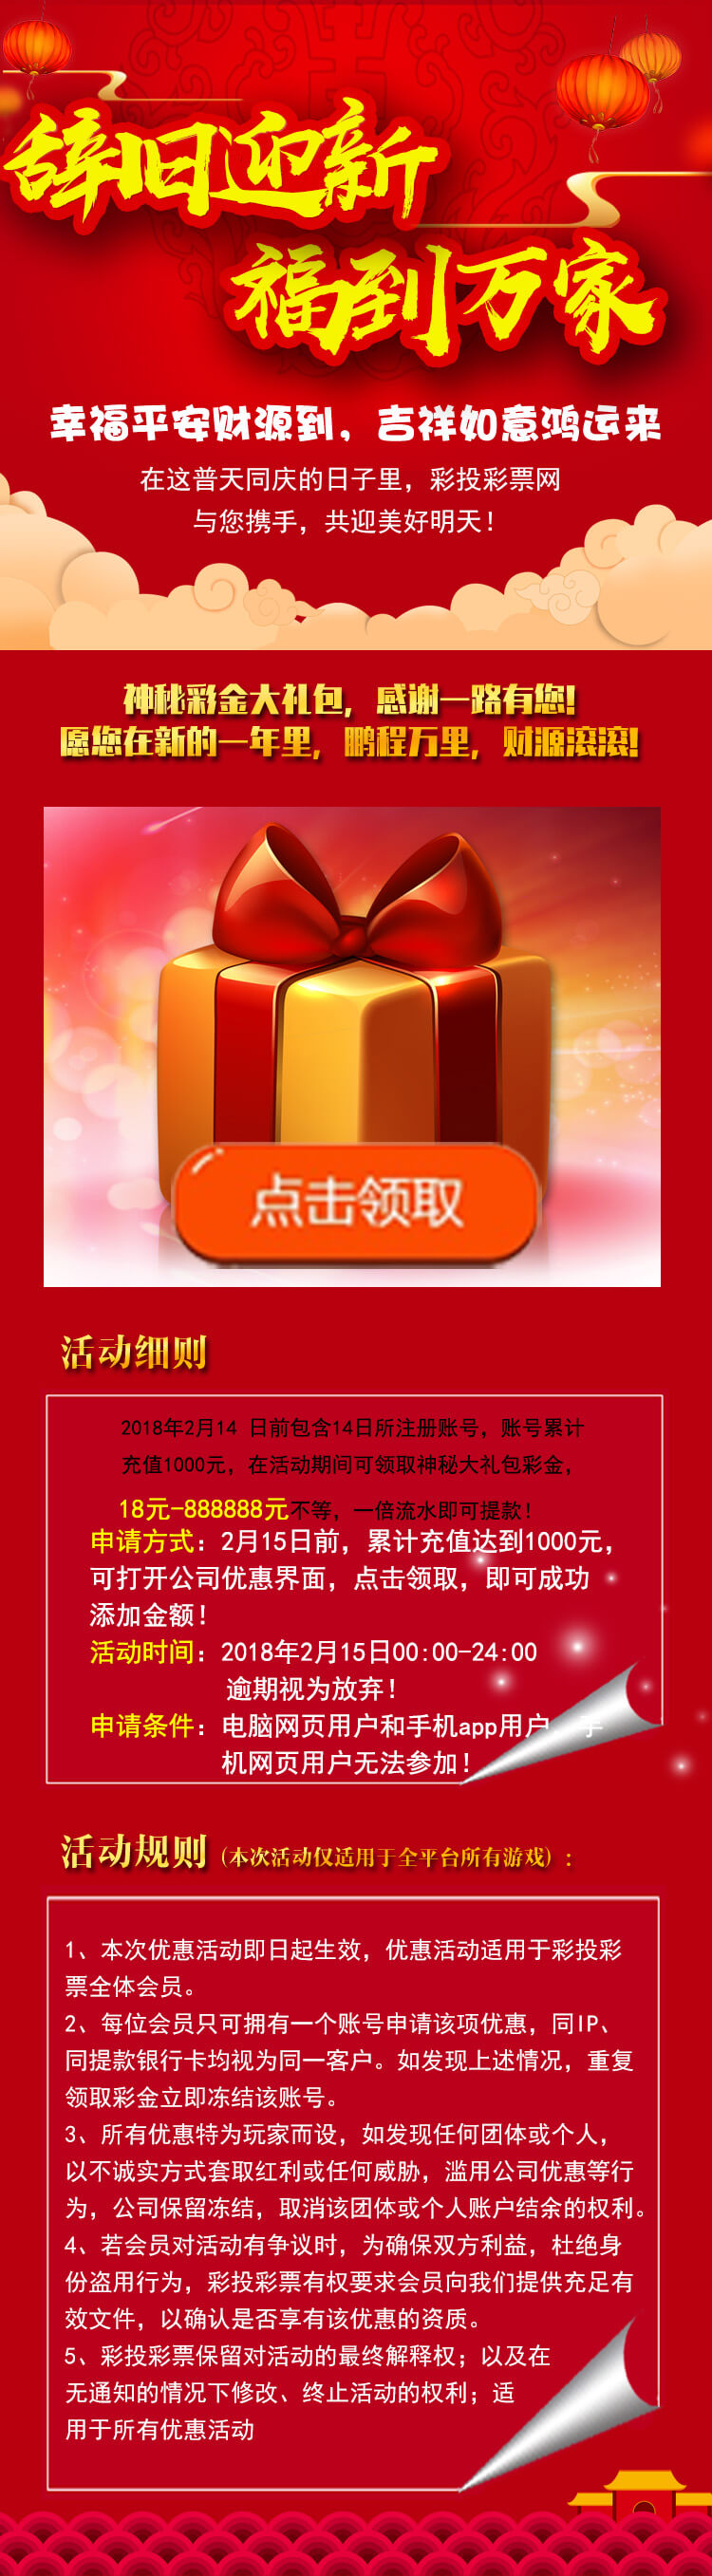 辞旧迎新
福到万家
幸福平安财源到，吉祥如意鸿运来
在这普天同庆的日子里，彩投彩票网
与您携手，共迎美好明天！
神秘彩金大礼包，感谢一路有您！
愿您在新的一年里，鹏程万里，财源滚滚！
点击领取
活动细则
2018年2月14 日前包含14日所注册账号，账号累计
充值1000元，在活动期间可领取神秘大礼包彩金，
18元-888888元不等，一倍流水即可提款！
申请方式：2月15日前，累计充值达到1000元，
可打开公司优惠界面，点击领取，即可成功
添加金额！
活动时间：2018年2月15日00:00-24:00
逾期视为放弃！
申请条件：电脑网页用户和手机app用户，手
机网页用户无法参加！
活动规则（本次活动仅适用于全平台所有游戏）：
1、本次优惠活动即日起生效，优惠活动适用于彩投彩
票全体会员。
2、每位会员只可拥有一个账号申请该项优惠，同IP、
同提款银行卡均视为同一客户。如发现上述情况，重复
领取彩金立即冻结该账号。
3、所有优惠特为玩家而设，如发现任何团体或个人，
以不诚实方式套取红利或任何威胁，滥用公司优惠等行
为，公司保留冻结，取消该团体或个人账户结余的权利。
4、若会员对活动有争议时，为确保双方利益，杜绝身
份盗用行为，彩投彩票有权要求会员向我们提供充足有
效文件，以确认是否享有该优惠的资质。
5、彩投彩票保留对活动的最终解释权；以及在
无通知的情况下修改、终止活动的权利；适
用于所有优惠活动